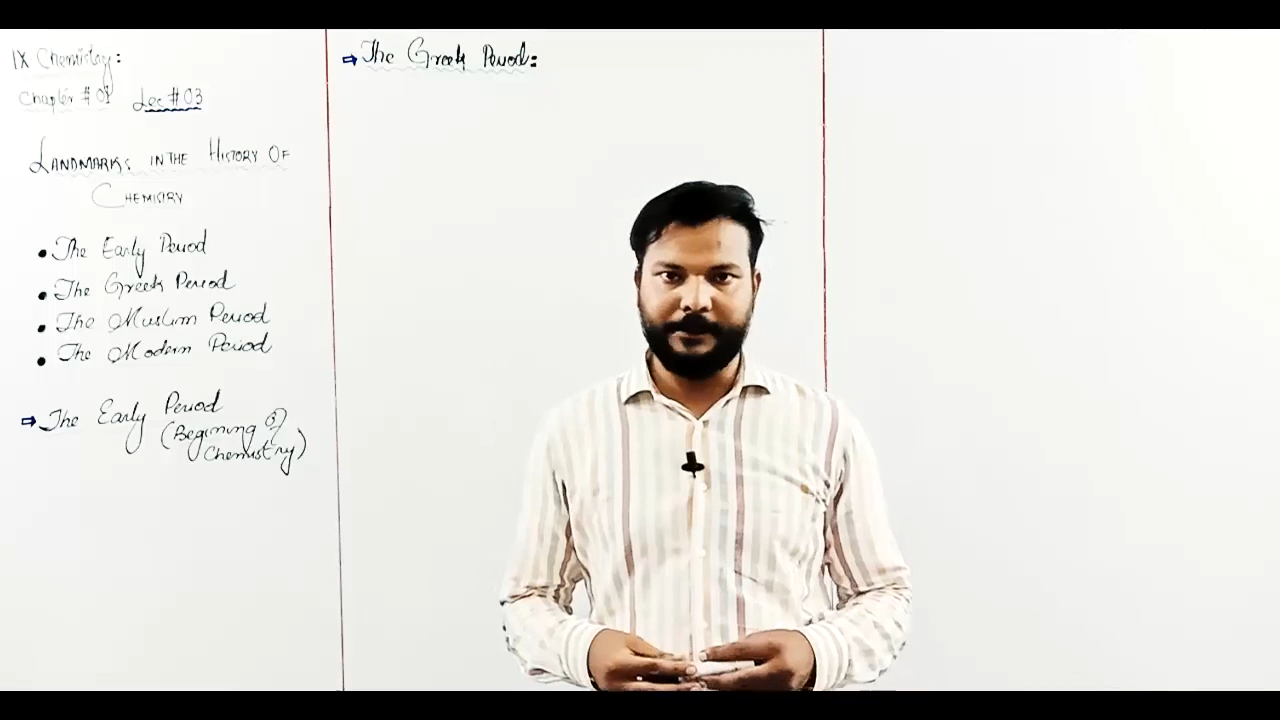 IX Chemistry:
Chapter # 01 Lec # 03
LANDMARKS IN THE HISTORY OF
CHEMISTRY
• The Early Period
• The Greek Period
• The Muslim Period
• The Modern Period
⇒ The Early Period
(Begining of
Chemistry)
⇒ The Greek Period: